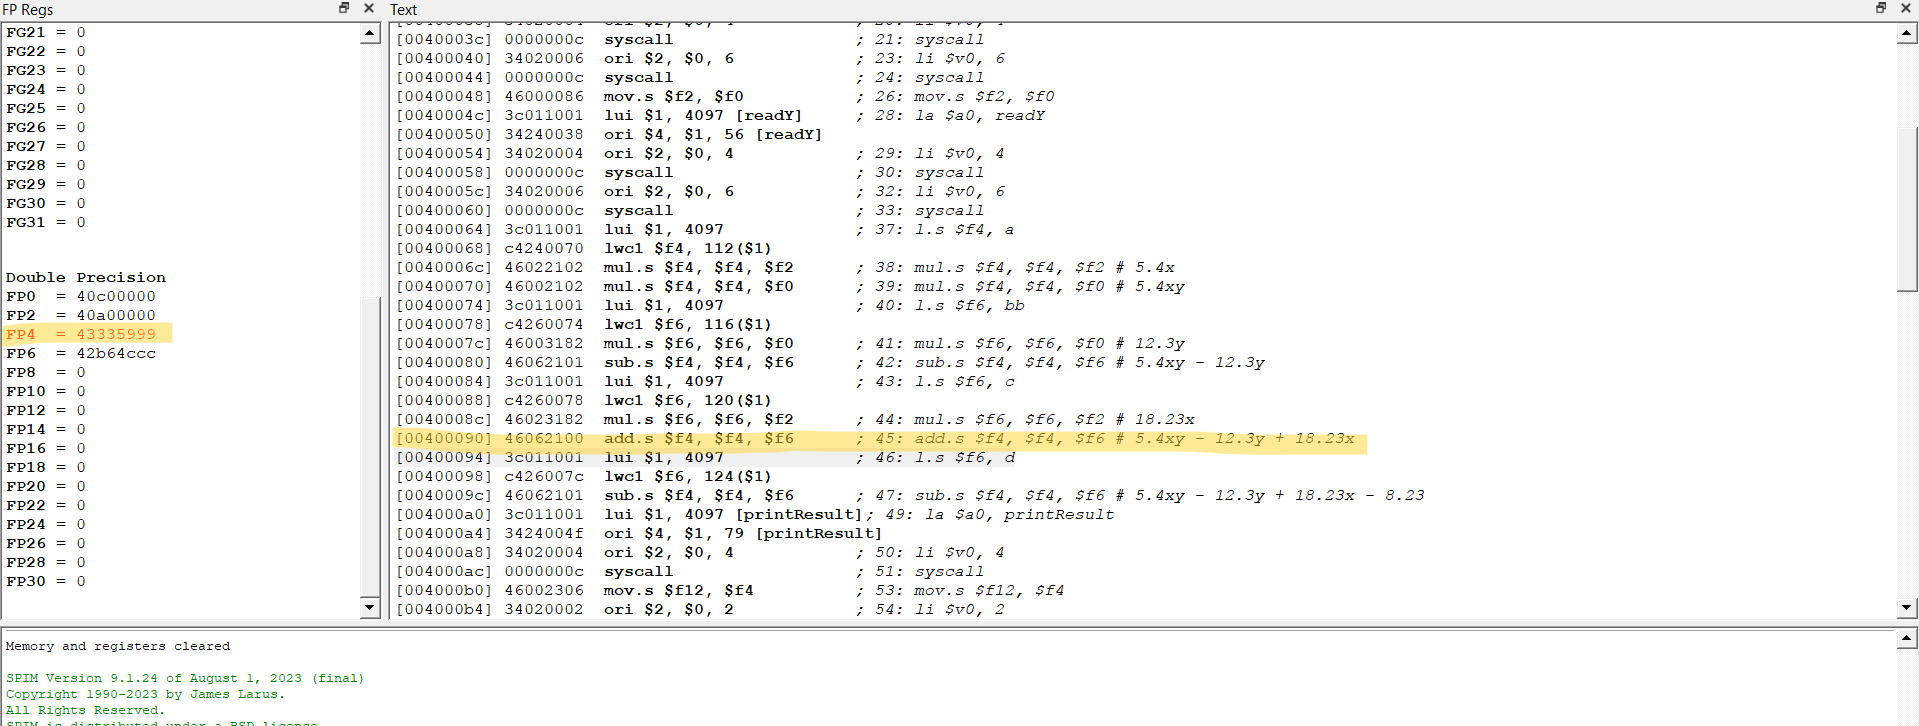 FP Regs
FG21 = 0
FG22 = 0
FG23 = 0
FG24 = 0
FG25 = 0
FG26 = 0
FG27 = 0
FG28 = 0
FG29 = 0
FG30 = 0
FG31 = 0
Double Precision
FP0 = 40c00000
FP2 = 40a00000
FP4 = 43335999
FP6 = 42b64ccc
FP8 = 0
FP10 = 0
FP12 = 0
FP14 = 0
FP16 = 0
FP18 = 0
FP20 = 0
FP22 = 0
FP24 = 0
FP26 = 0
FP28 = 0
FP30 = 0
Text
[0040003c] 0000000c syscall ; 21: syscall
[00400040] 34020006 ori $2, $0, 6 ; 23: li $v0, 6
[00400044] 0000000c syscall ; 24: syscall
[00400048] 46000086 mov.s $f2, $f0 ; 26: mov.s $f2, $f0
[0040004c] 3c011001 lui $1, 4097 [readY] ; 28: la $a0, readY
[00400050] 34240038 ori $4, $1, 56 [readY]
[00400054] 34020004 ori $2, $0, 4 ; 29: li $v0, 4
[00400058] 0000000c syscall ; 30: syscall
[0040005c] 34020006 ori $2, $0, 6 ; 32: li $v0, 6
[00400060] 0000000c syscall ; 33: syscall
[00400064] 3c011001 lui $1, 4097 ; 37: l.s $f4, a
[00400068] c4240070 lwc1 $f4, 112($1)
[0040006c] 46022102 mul.s $f4, $f4, $f2 ; 38: mul.s $f4, $f4, $f2 # 5.4x
[00400070] 46002102 mul.s $f4, $f4, $f0 ; 39: mul.s $f4, $f4, $f0 # 5.4xy
[00400074] 3c011001 lui $1, 4097 ; 40: l.s $f6, bb
[00400078] c4260074 lwc1 $f6, 116($1)
[0040007c] 46003182 mul.s $f6, $f6, $f0 ; 41: mul.s $f6, $f6, $f0 # 12.3y
[00400080] 46062101 sub.s $f4, $f4, $f6 ; 42: sub.s $f4, $f4, $f6 # 5.4xy - 12.3y
[00400084] 3c011001 lui $1, 4097 ; 43: l.s $f6, c
[00400088] c4260078 lwc1 $f6, 120($1)
[0040008c] 46023182 mul.s $f6, $f6, $f2 ; 44: mul.s $f6, $f6, $f2 # 18.23x
[00400090] 46062100 add.s $f4, $f4, $f6 ; 45: add.s $f4, $f4, $f6 # 5.4xy - 12.3y + 18.23x
[00400094] 3c011001 lui $1, 4097 ; 46: l.s $f6, d
[00400098] c426007c lwc1 $f6, 124($1)
[0040009c] 46062101 sub.s $f4, $f4, $f6 ; 47: sub.s $f4, $f4, $f6 # 5.4xy - 12.3y + 18.23x - 8.23
[004000a0] 3c011001 lui $1, 4097 [printResult]; 49: la $a0, printResult
[004000a4] 3424004f ori $4, $1, 79 [printResult]
[004000a8] 34020004 ori $2, $0, 4 ; 50: li $v0, 4
[004000ac] 0000000c syscall ; 51: syscall
[004000b0] 46002306 mov.s $f12, $f4 ; 53: mov.s $f12, $f4
[004000b4] 34020002 ori $2, $0, 2 ; 54: li $v0, 2
Memory and registers cleared
SPIM Version 9.1.24 of August 1, 2023 (final)
Copyright 1990-2023 by James Larus.
All Rights Reserved.
SPIM is distributed under a BSD license